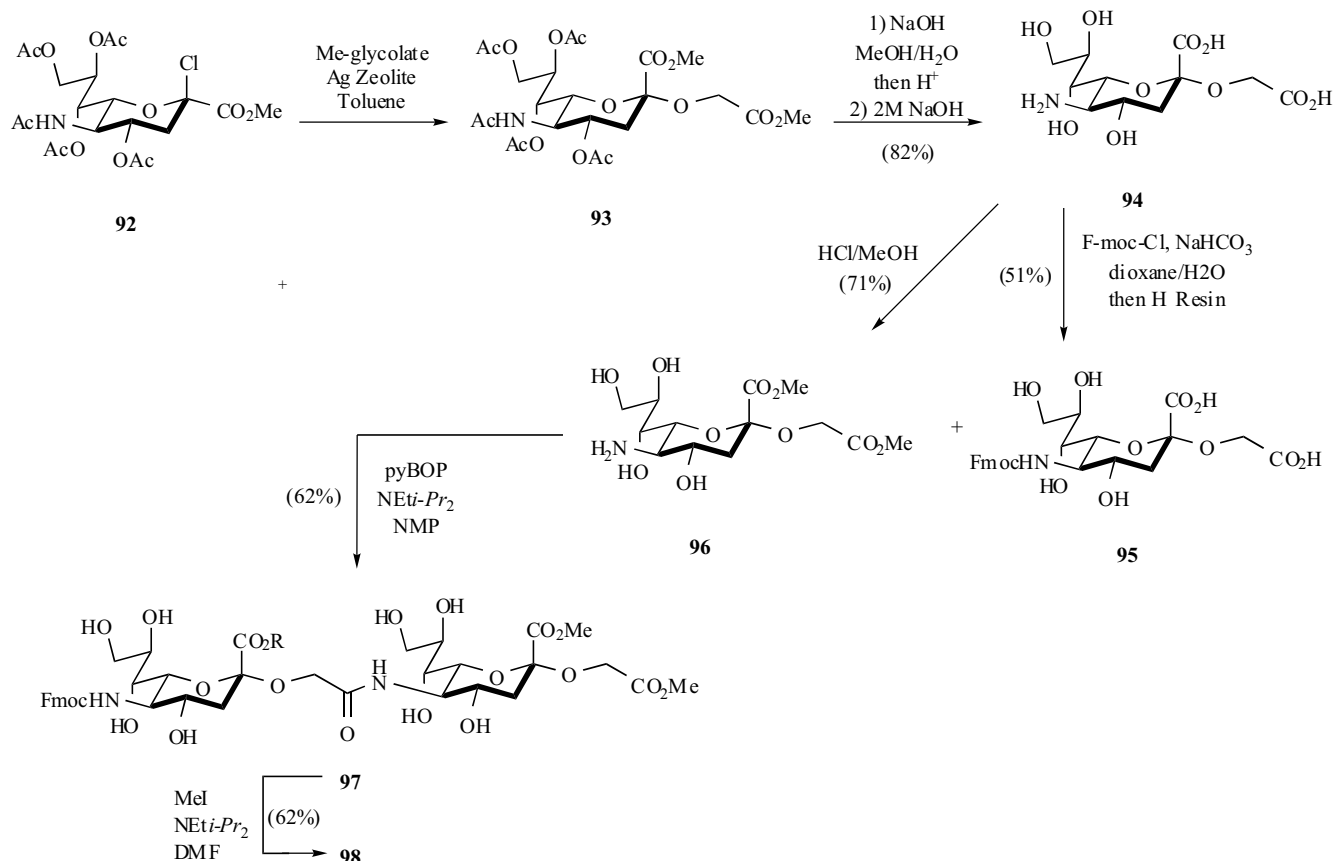 AcO
OAc
Cl
O
CO2Me
AcHN
AcO
OAc
92
Me-glycolate
Ag Zeolite
Toluene
AcO
OAc
CO2Me
O
O
CO2Me
AcHN
AcO
OAc
93
1) NaOH
MeOH/H2O
then H+
2) 2M NaOH
(82%)
HO
OH
CO2H
O
O
CO2H
H2N
HO
OH
94
+
HCl/MeOH
(71%)
(51%)
F-moc-Cl, NaHCO3
dioxane/H2O
then H Resin
HO
OH
CO2Me
O
O
CO2Me
H2N
HO
OH
96
+
HO
OH
CO2H
O
O
CO2H
FmocHN
HO
OH
95
(62%)
pyBOP
NEti-Pr2
NMP
HO
OH
CO2R
O
O
FmocHN
HO
OH
O
H
N
HO
OH
CO2Me
O
O
CO2Me
HO
OH
97
MeI
NEti-Pr2
DMF
(62%)
98